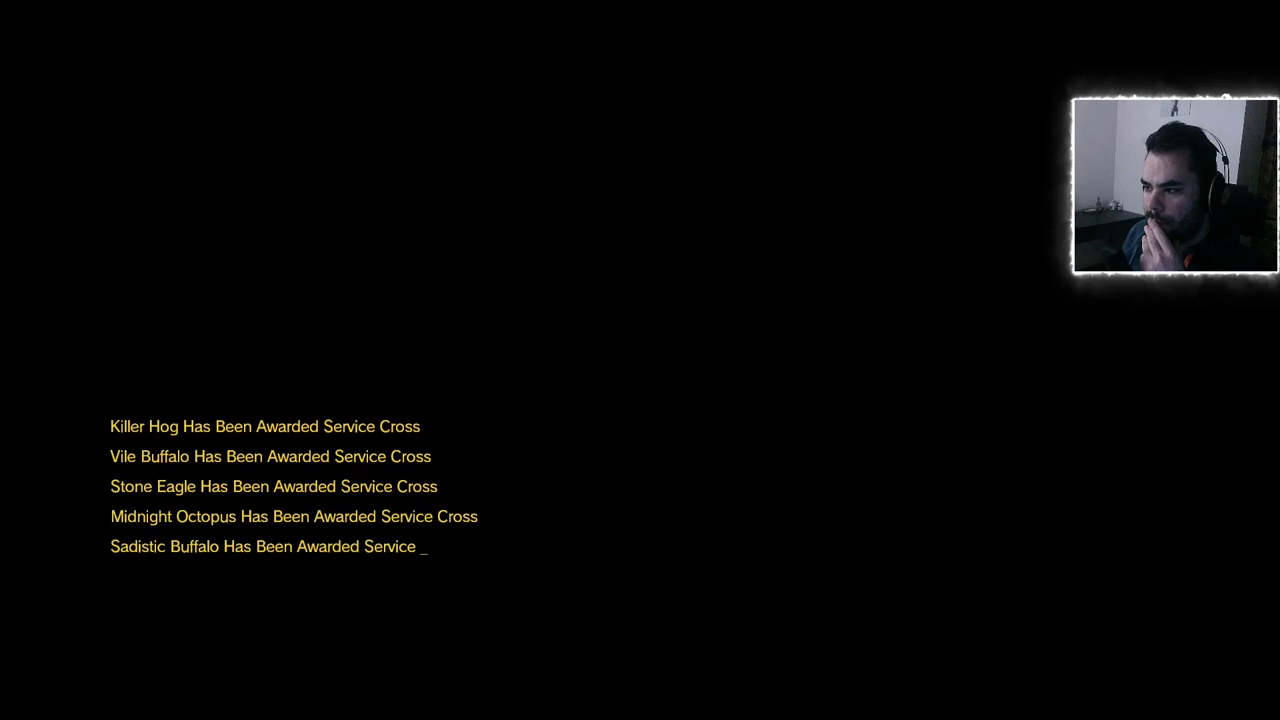 Killer Hog Has Been Awarded Service Cross
Vile Buffalo Has Been Awarded Service Cross
Stone Eagle Has Been Awarded Service Cross
Midnight Octopus Has Been Awarded Service Cross
Sadistic Buffalo Has Been Awarded Service _